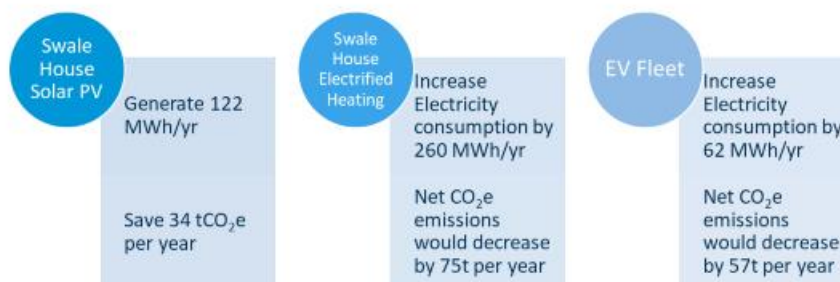 Swale
House
Solar PV
Generate 122
MWh/yr
Save 34 tCO₂e
per year
Swale
House
Electrified
Heating
Increase
Electricity
consumption by
260 MWh/yr
Net CO₂e
emissions
would decrease
by 75t per year
EV Fleet
Increase
Electricity
consumption by
62 MWh/yr
Net CO₂e
emissions
would decrease
by 57t per year